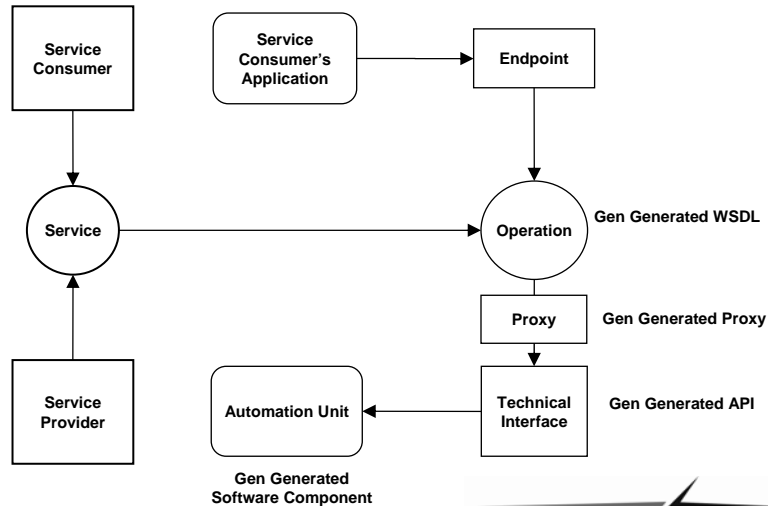 Service
Consumer
Service
Consumer's
Application
Endpoint
Service
Operation
Gen Generated WSDL
Proxy
Gen Generated Proxy
Service
Provider
Automation Unit
Technical
Interface
Gen Generated API
Gen Generated
Software Component